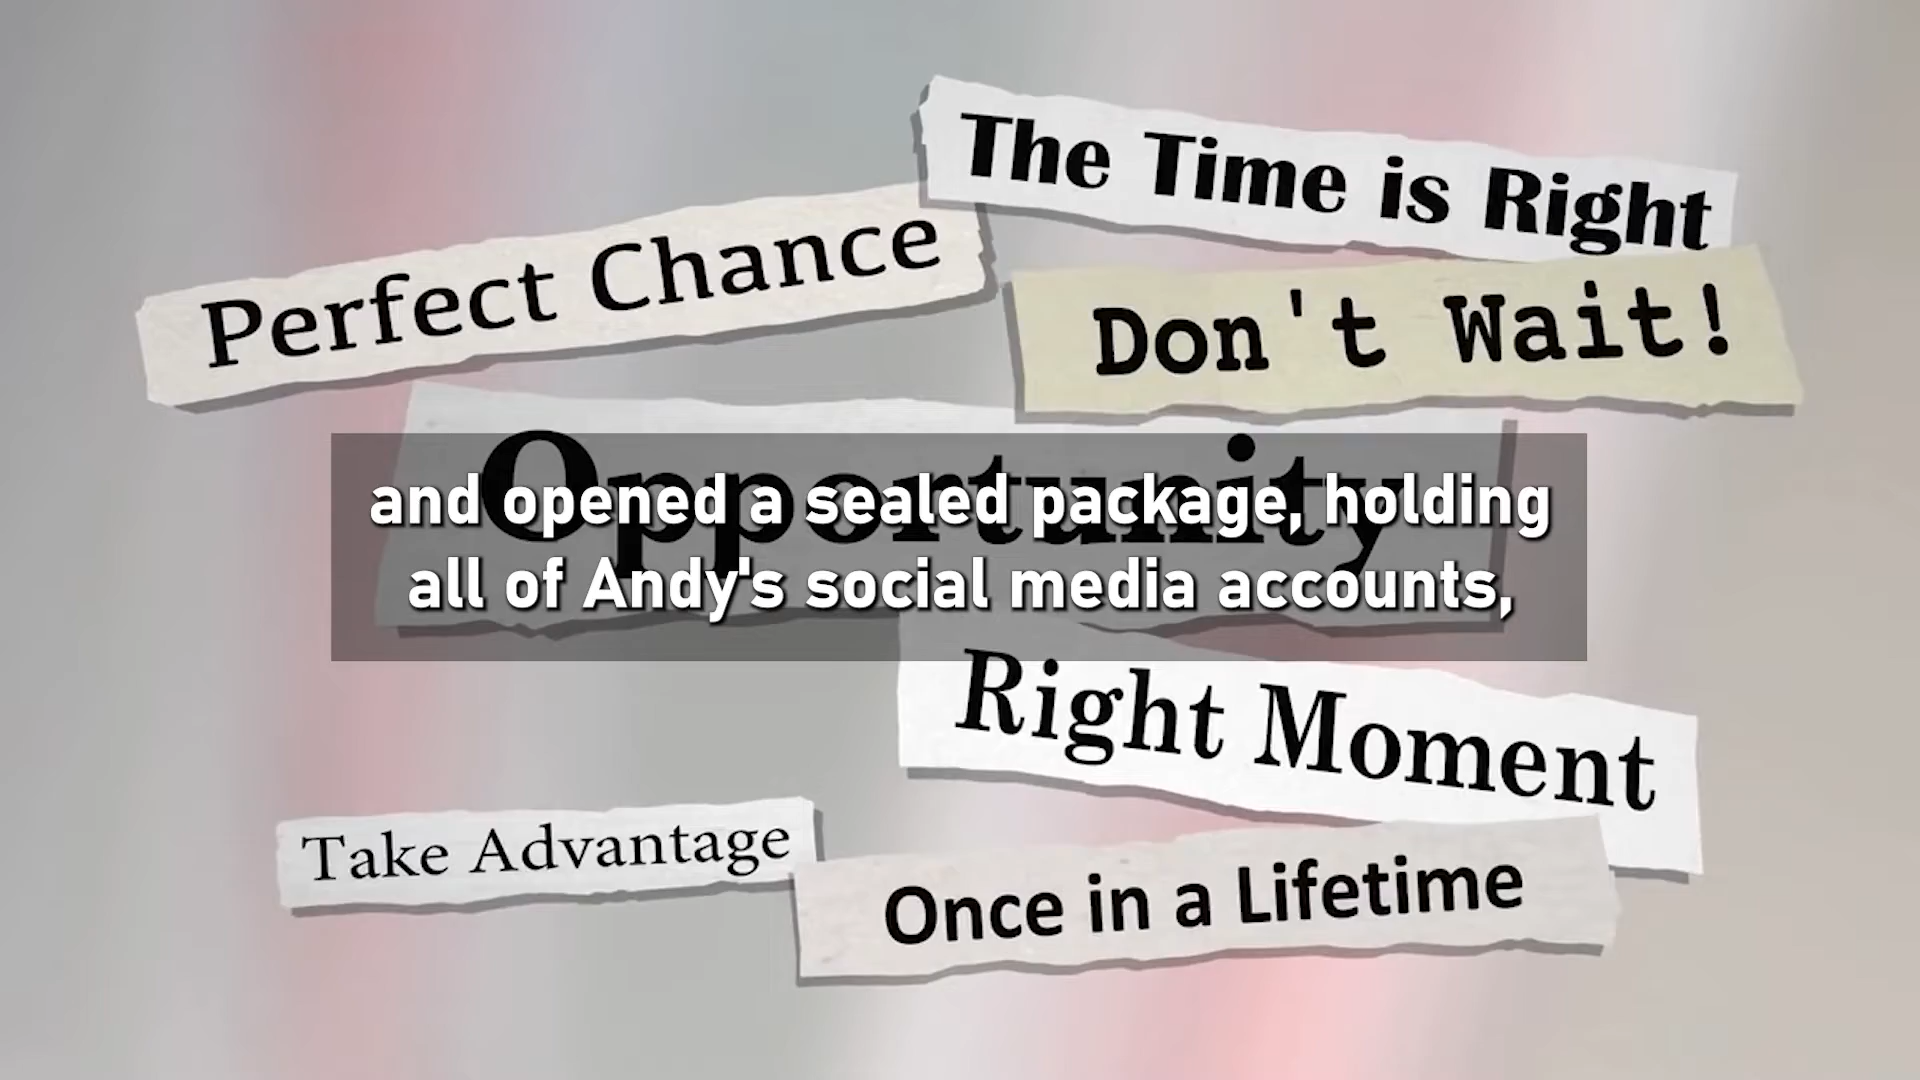 The Time is Right
Perfect Chance
Don't Wait!
Opportunity
and opened a sealed package, holding
all of Andy's social media accounts,
Right Moment
Take Advantage
Once in a Lifetime